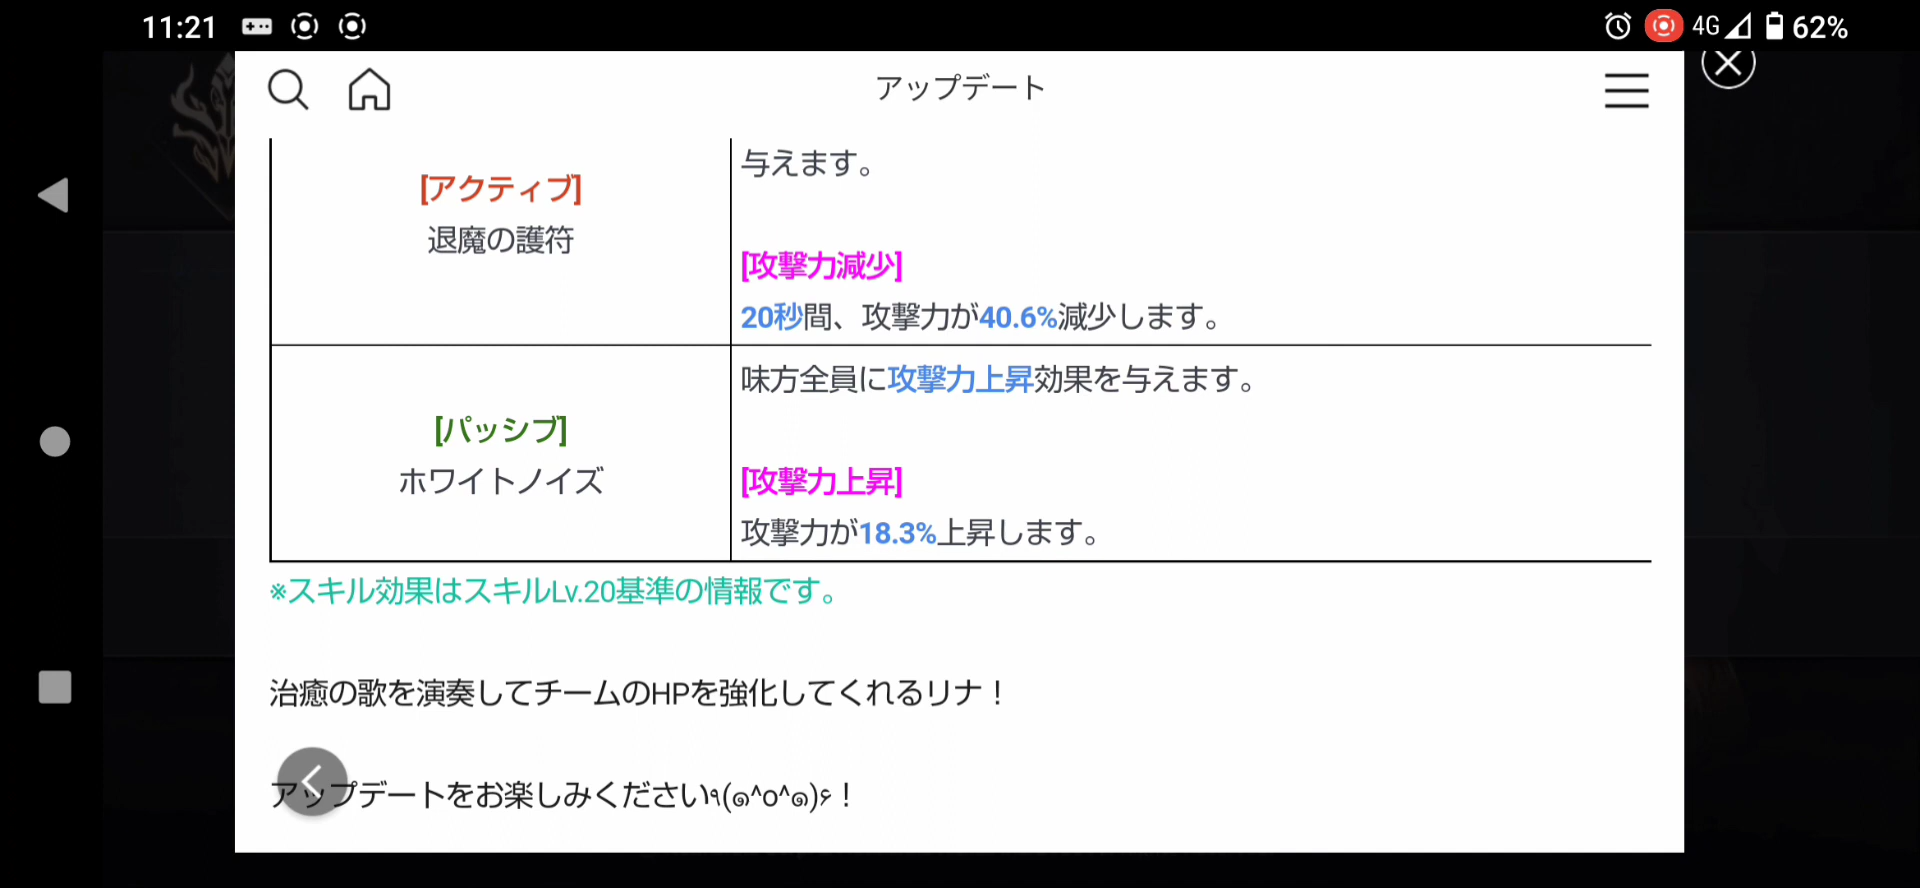 11:21
4G 62%
アップデート
与えます。
[アクティブ]
退魔の護符
[攻撃力減少]
20秒間、攻撃力が40.6%減少します。
味方全員に攻撃力上昇効果を与えます。
[パッシブ]
ホワイトノイズ
[攻撃力上昇]
攻撃力が18.3%上昇します。
※スキル効果はスキルLv.20基準の情報です。
治癒の歌を演奏してチームのHPを強化してくれるリナ！
アップデートをお楽しみください٩(๑^o^๑)۶！